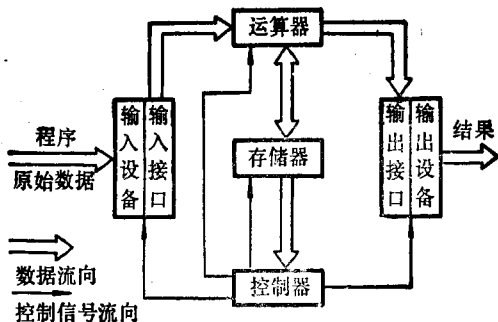 运算器
输入设备
输入接口
程序
原始数据
存储器
输出接口
输出设备
结果
控制器
数据流向
控制信号流向